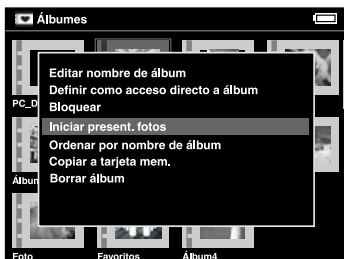 Álbumes
Editar nombre de álbum
Definir como acceso directo a álbum
Bloquear
Iniciar present. fotos
Ordenar por nombre de álbum
Copiar a tarjeta mem.
Borrar álbum
PC_D
Álbun
Foto
Favoritos
Álbum4